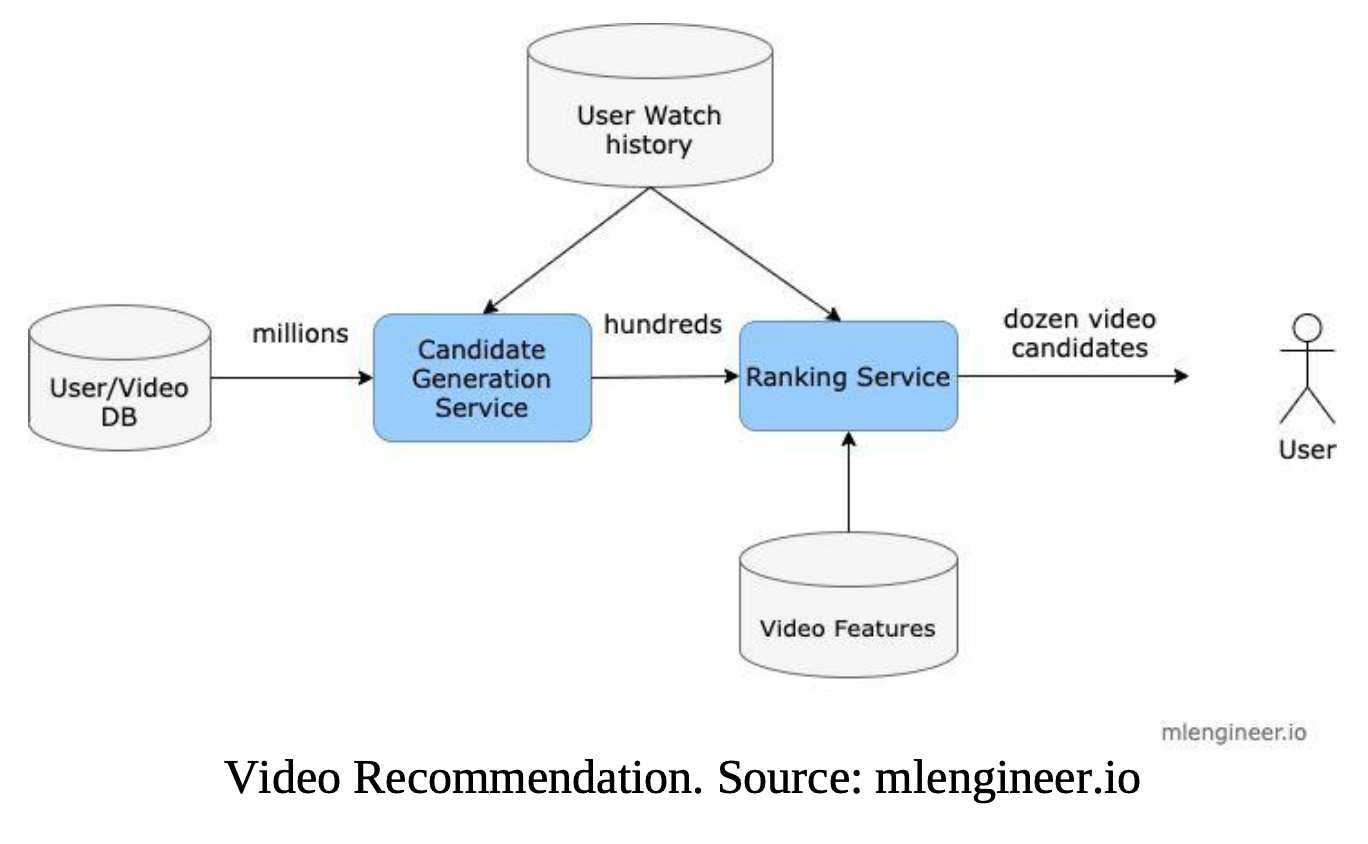 User Watch
history
millions
hundreds
dozen video
candidates
User/Video
DB
Candidate
Generation
Service
Ranking Service
User
Video Features
mlengineer.io
Video Recommendation. Source: mlengineer.io